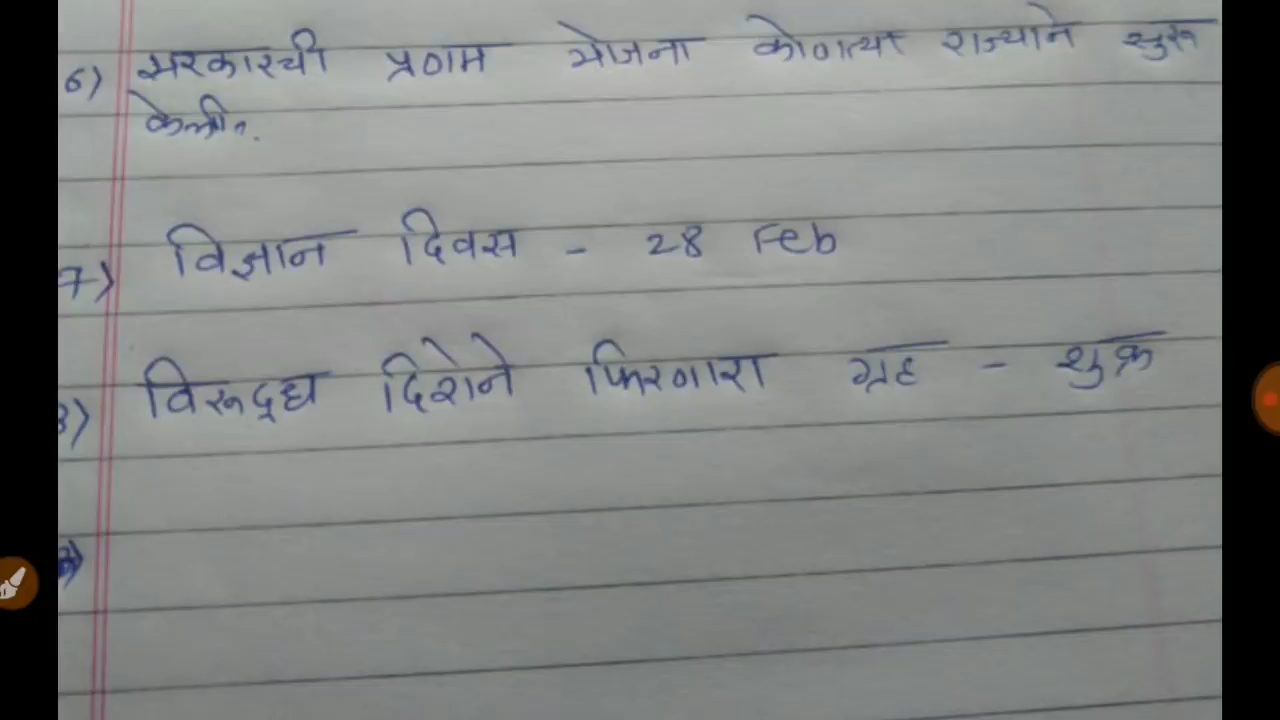 6) सरकारची प्रणाम योजना कोणत्या राज्याने सुरू
केली.
7) विज्ञान दिवस - 28 Feb
8) विरूद्ध दिशेने फिरणारा ग्रह - शुक्र